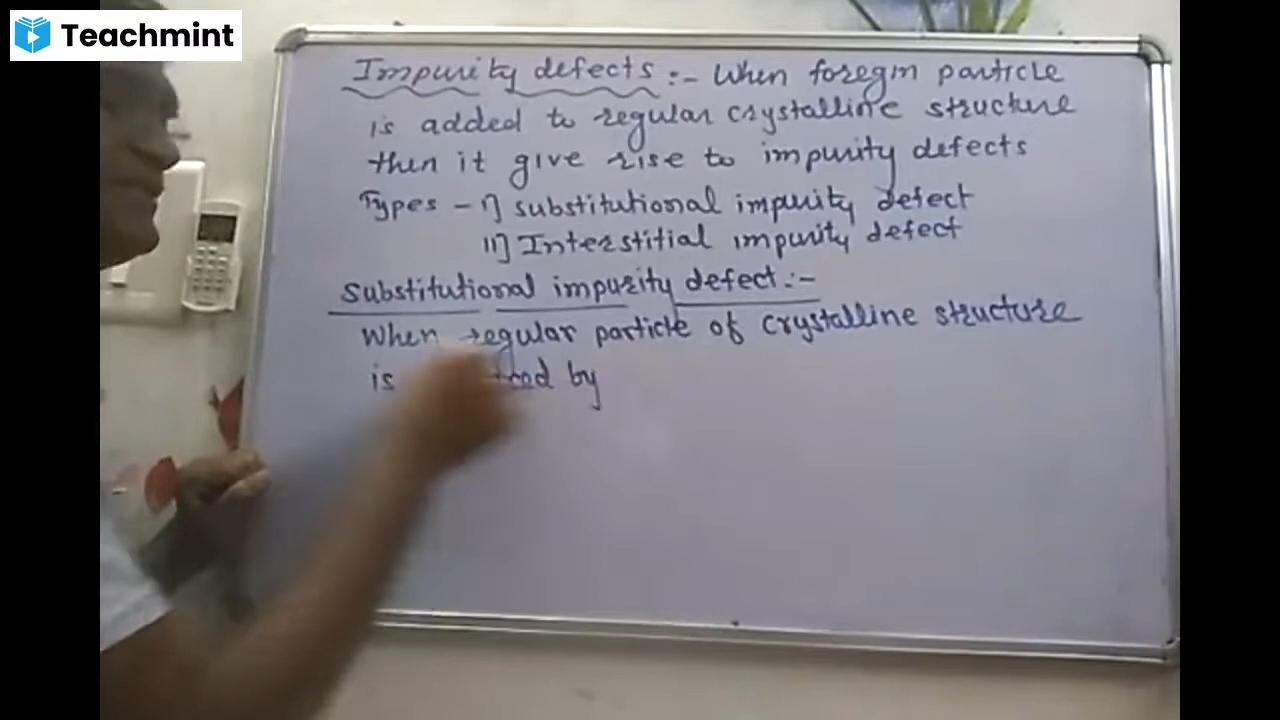 Teachmint
Impurity defects :- When foregin particle
is added to regular crystalline structure
then it give rise to impurity defects
Types - i] substitutional impurity defect
ii] Interstitial impurity defect
Substitutional impurity defect :-
When regular particle of crystalline structure
is by